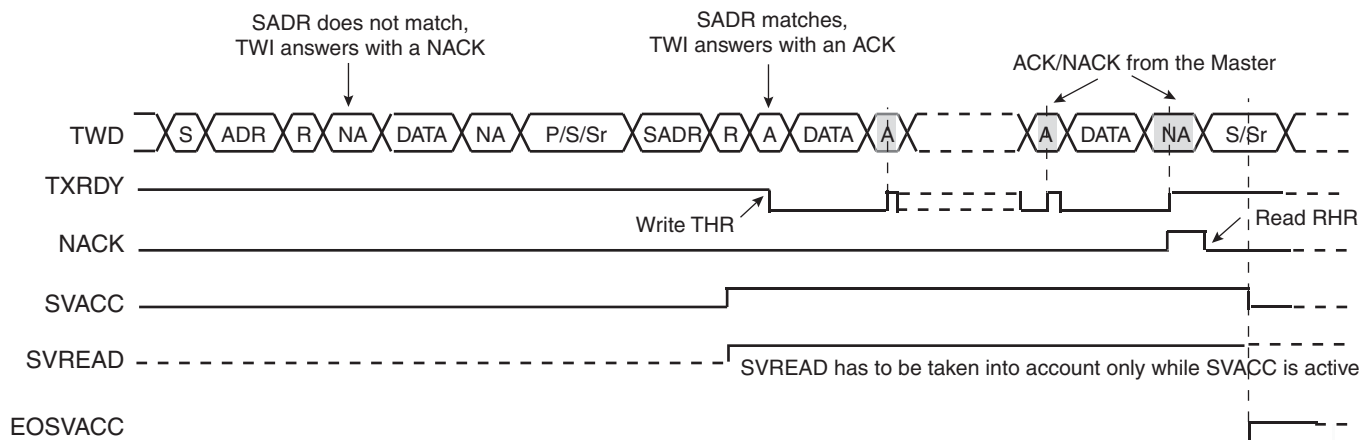 SADR does not match,
TWI answers with a NACK
SADR matches,
TWI answers with an ACK
ACK/NACK from the Master
TWD S ADR R NA DATA NA P/S/Sr SADR R A DATA A A DATA NA S/Sr
TXRDY
Write THR
Read RHR
NACK
SVACC
SVREAD
SVREAD has to be taken into account only while SVACC is active
EOSVACC